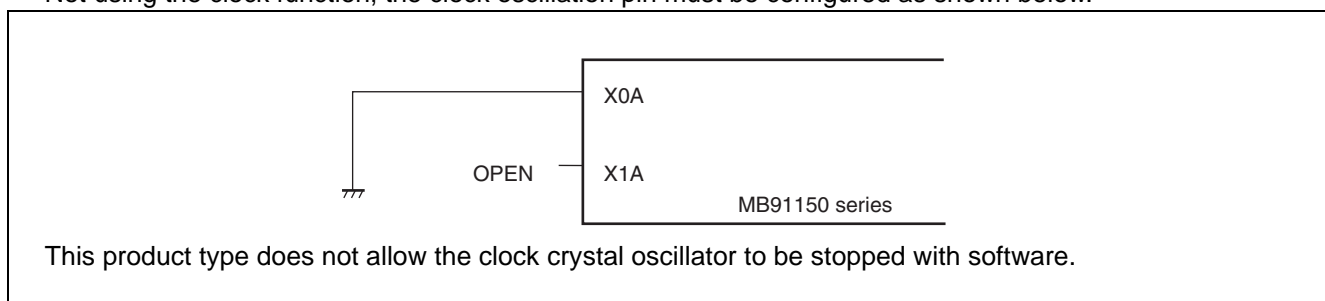 Not using the clock function, the clock oscillation pin must be configured as shown below.
X0A
OPEN
X1A
MB91150 series
This product type does not allow the clock crystal oscillator to be stopped with software.